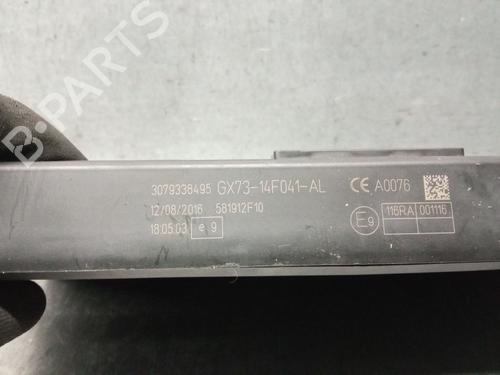 3079338495 GX73-14F041-AL CE A0076
12/08/2016 581912F10
18:05:03 e 9
E9 116RA 001116
B-PARTS